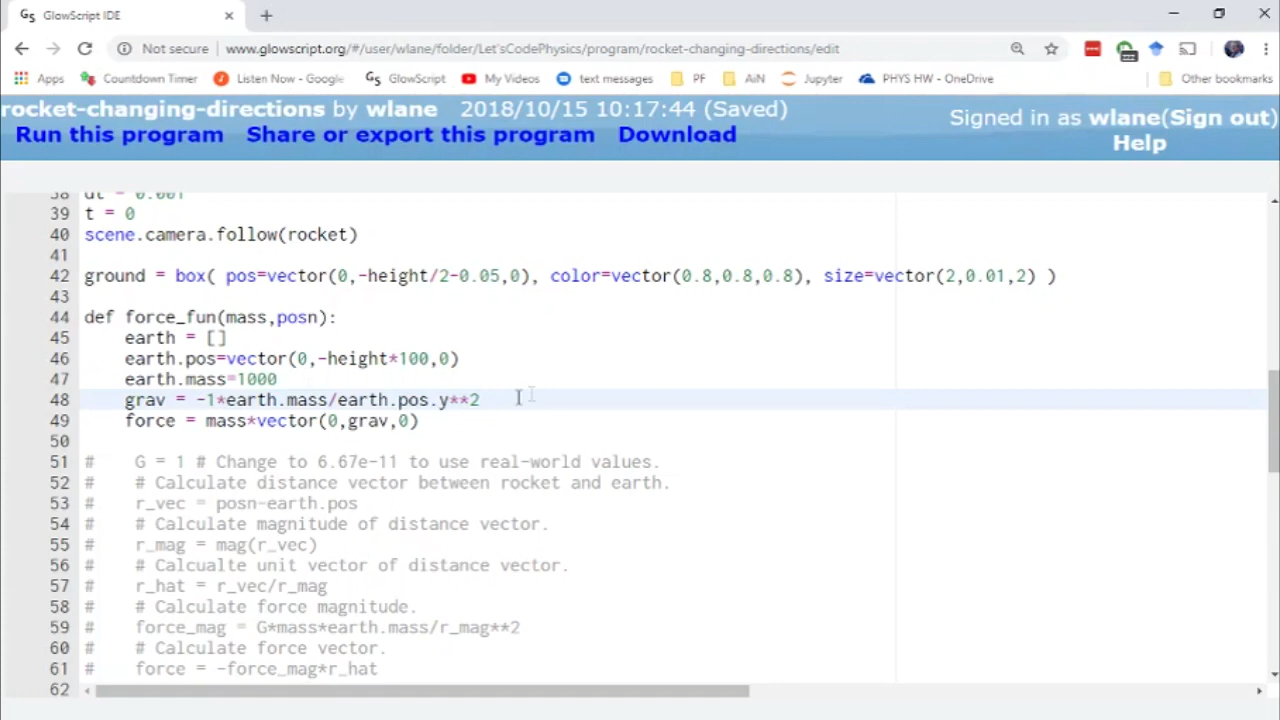 GlowScript IDE
Not secure www.glowscript.org/#/user/wlane/folder/Let'sCodePhysics/program/rocket-changing-directions/edit
Apps Countdown Timer Listen Now - Google GlowScript My Videos text messages PF AiN Jupyter PHYS HW - OneDrive Other bookmarks
rocket-changing-directions by wlane 2018/10/15 10:17:44 (Saved) Signed in as wlane(Sign out)
Run this program Share or export this program Download Help
38 dt = 0.001
39 t = 0
40 scene.camera.follow(rocket)
41
42 ground = box( pos=vector(0,-height/2-0.05,0), color=vector(0.8,0.8,0.8), size=vector(2,0.01,2) )
43
44 def force_fun(mass,posn):
45 earth = []
46 earth.pos=vector(0,-height*100,0)
47 earth.mass=1000
48 grav = -1*earth.mass/earth.pos.y**2
49 force = mass*vector(0,grav,0)
50
51 # G = 1 # Change to 6.67e-11 to use real-world values.
52 # # Calculate distance vector between rocket and earth.
53 # r_vec = posn-earth.pos
54 # # Calculate magnitude of distance vector.
55 # r_mag = mag(r_vec)
56 # # Calcualte unit vector of distance vector.
57 # r_hat = r_vec/r_mag
58 # # Calculate force magnitude.
59 # force_mag = G*mass*earth.mass/r_mag**2
60 # # Calculate force vector.
61 # force = -force_mag*r_hat
62